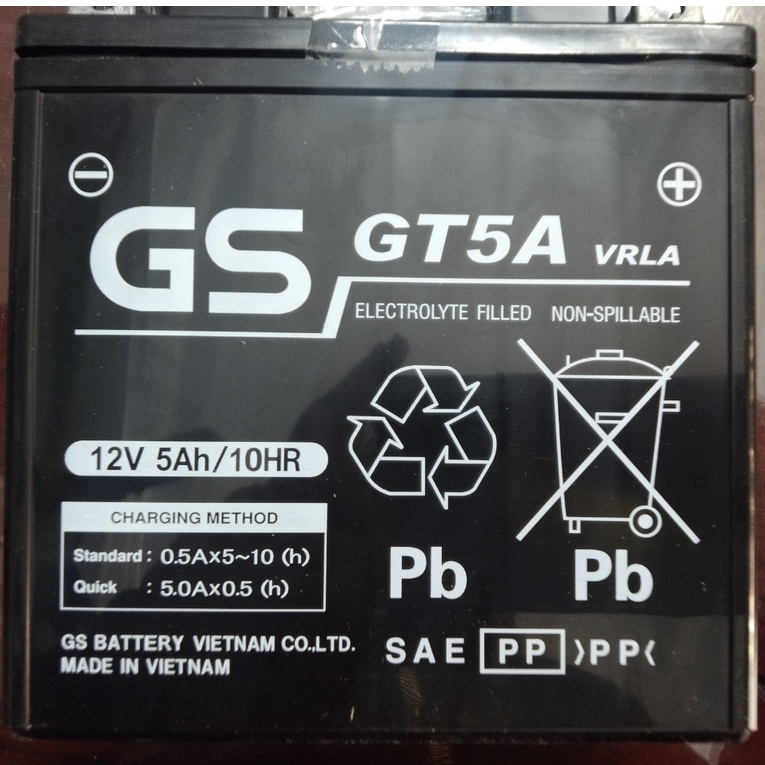 GS
GT5A VRLA
ELECTROLYTE FILLED NON-SPILLABLE
12V 5Ah/10HR
CHARGING METHOD
Standard : 0.5A×5~10 (h)
Quick : 5.0A×0.5 (h)
Pb Pb
GS BATTERY VIETNAM CO.,LTD.
MADE IN VIETNAM
SAE PP >PP<